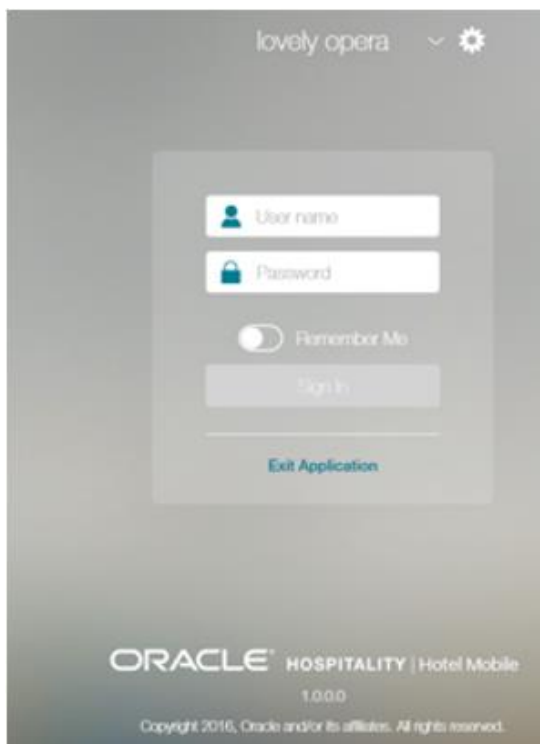 lovely opera
User name
Password
Remember Me
Sign In
Exit Application
ORACLE® HOSPITALITY | Hotel Mobile
1.0.0.0
Copyright 2016, Oracle and/or its affiliates. All rights reserved.